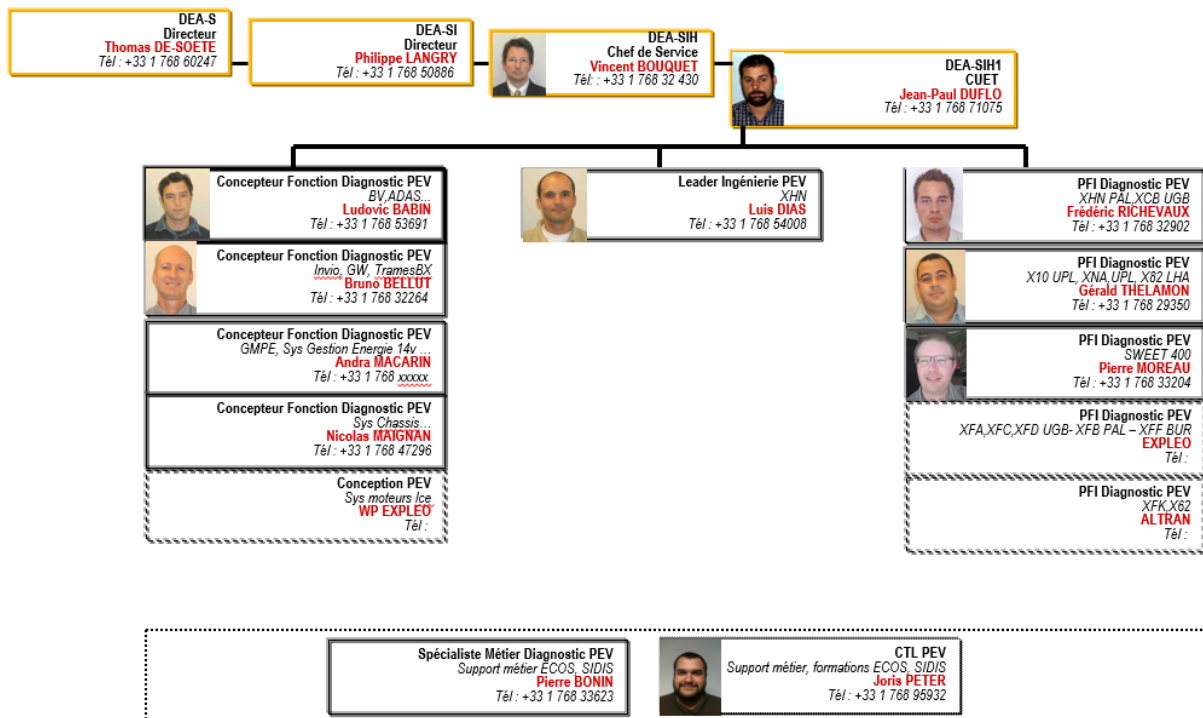 DEA-S
Directeur
Thomas DE-SOETE
Tél : +33 1 768 60247
DEA-SI
Directeur
Philippe LANGRY
Tél : +33 1 768 50886
DEA-SIH
Chef de Service
Vincent BOUQUET
Tél: : +33 1 768 32 430
DEA-SIH1
CUET
Jean-Paul DUFLO
Tél : +33 1 768 71075
Concepteur Fonction Diagnostic PEV
BV,ADAS...
Ludovic BABIN
Tél : +33 1 768 53691
Concepteur Fonction Diagnostic PEV
Invio, GW, TramesBX
Bruno BELLUT
Tél : +33 1 768 32264
Concepteur Fonction Diagnostic PEV
GMPE, Sys Gestion Energie 14v ...
Andra MACARIN
Tél : +33 1 768 xxxxx
Concepteur Fonction Diagnostic PEV
Sys Chassis...
Nicolas MAIGNAN
Tél : +33 1 768 47296
Conception PEV
Sys moteurs Ice
WP EXPLEO
Tél :
Leader Ingénierie PEV
XHN
Luis DIAS
Tél : +33 1 768 54008
PFI Diagnostic PEV
XHN PAL,XCB UGB
Frédéric RICHEVAUX
Tél : +33 1 768 32902
PFI Diagnostic PEV
X10 UPL, XNA,UPL, X82 LHA
Gérald THELAMON
Tél : +33 1 768 29350
PFI Diagnostic PEV
SWEET 400
Pierre MOREAU
Tél : +33 1 768 33204
PFI Diagnostic PEV
XFA,XFC,XFD UGB- XFB PAL – XFF BUR
EXPLEO
Tél :
PFI Diagnostic PEV
XFK,X62
ALTRAN
Tél :
Spécialiste Métier Diagnostic PEV
Support métier ECOS, SIDIS
Pierre BONIN
Tél : +33 1 768 33623
CTL PEV
Support métier, formations ECOS, SIDIS
Joris PETER
Tél : +33 1 768 95932